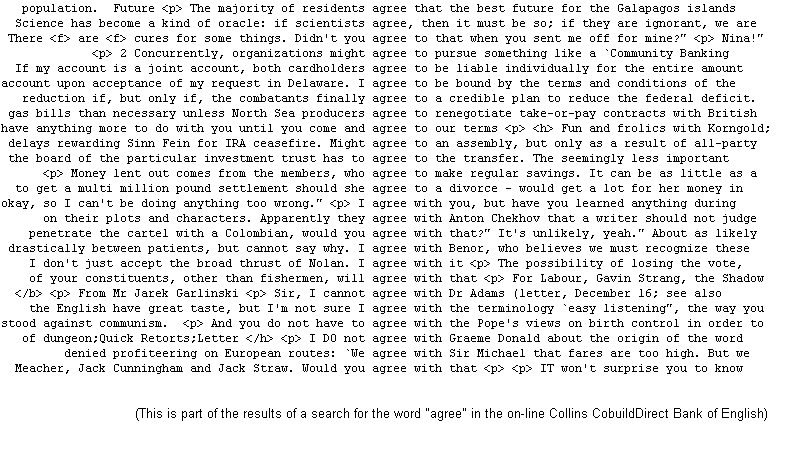 population.  Future <p> The majority of residents agree that the best future for the Galapagos islands
Science has become a kind of oracle: if scientists agree, then it must be so; if they are ignorant, we are
There <f> are <f> cures for some things. Didn't you agree to that when you sent me off for mine?" <p> Nina!"
<p> 2 Concurrently, organizations might agree to pursue something like a `Community Banking
If my account is a joint account, both cardholders agree to be liable individually for the entire amount
account upon acceptance of my request in Delaware. I agree to be bound by the terms and conditions of the
reduction if, but only if, the combatants finally agree to a credible plan to reduce the federal deficit.
gas bills than necessary unless North Sea producers agree to renegotiate take-or-pay contracts with British
have anything more to do with you until you come and agree to our terms <p> <h> Fun and frolics with Korngold;
delays rewarding Sinn Fein for IRA ceasefire. Might agree to an assembly, but only as a result of all-party
the board of the particular investment trust has to agree to the transfer. The seemingly less important
<p> Money lent out comes from the members, who agree to make regular savings. It can be as little as a
to get a multi million pound settlement should she agree to a divorce - would get a lot for her money in
okay, so I can't be doing anything too wrong." <p> I agree with you, but have you learned anything during
on their plots and characters. Apparently they agree with Anton Chekhov that a writer should not judge
penetrate the cartel with a Colombian, would you agree with that?" It's unlikely, yeah." About as likely
drastically between patients, but cannot say why. I agree with Benor, who believes we must recognize these
I don't just accept the broad thrust of Nolan. I agree with it <p> The possibility of losing the vote,
of your constituents, other than fishermen, will agree with that <p> For Labour, Gavin Strang, the Shadow
</b> <p> From Mr Jarek Garlinski <p> Sir, I cannot agree with Dr Adams (letter, December 16; see also
the English have great taste, but I'm not sure I agree with the terminology `easy listening", the way you
stood against communism.  <p> And you do not have to agree with the Pope's views on birth control in order to
of dungeon;Quick Retorts;Letter </h> <p> I DO not agree with Graeme Donald about the origin of the word
denied profiteering on European routes: `We agree with Sir Michael that fares are too high. But we
Meacher, Jack Cunningham and Jack Straw. Would you agree with that <p> <p> IT won't surprise you to know
(This is part of the results of a search for the word "agree" in the on-line Collins CobuildDirect Bank of English)